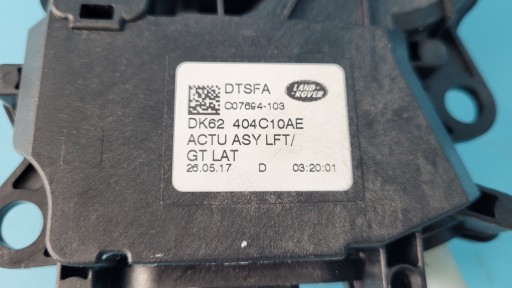 DTSFA
LAND-
ROVER
C07694-103
DK62 404C10AE
ACTU ASY LFT/
GT LAT
26.05.17 D 03:20:01